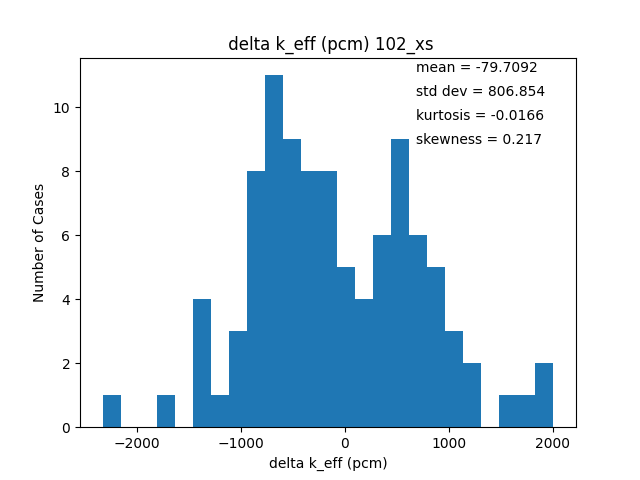 delta k_eff (pcm) 102_xs
mean = -79.7092
std dev = 806.854
kurtosis = -0.0166
skewness = 0.217
Number of Cases
10
8
6
4
2
0
−2000
−1000
0
1000
2000
delta k_eff (pcm)